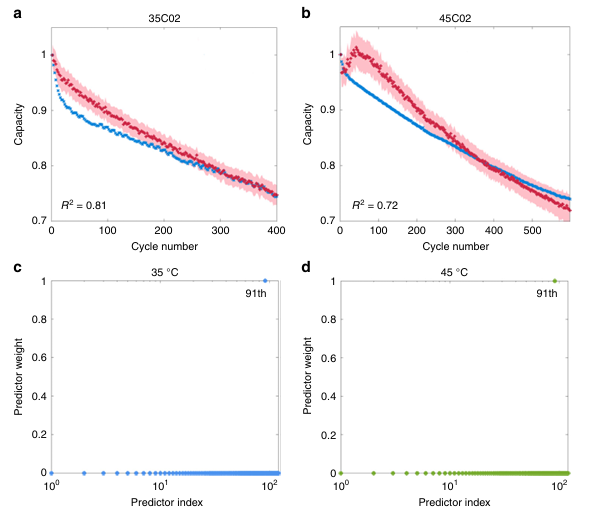 a
35C02
1
0.9
0.8
0.7
Capacity
R² = 0.81
0 100 200 300 400
Cycle number
b
45C02
1
0.9
0.8
0.7
Capacity
R² = 0.72
0 100 200 300 400 500
Cycle number
c
35 °C
1
0.8
0.6
0.4
0.2
0
Predictor weight
91th
10⁰ 10¹ 10²
Predictor index
d
45 °C
1
0.8
0.6
0.4
0.2
0
Predictor weight
91th
10⁰ 10¹ 10²
Predictor index